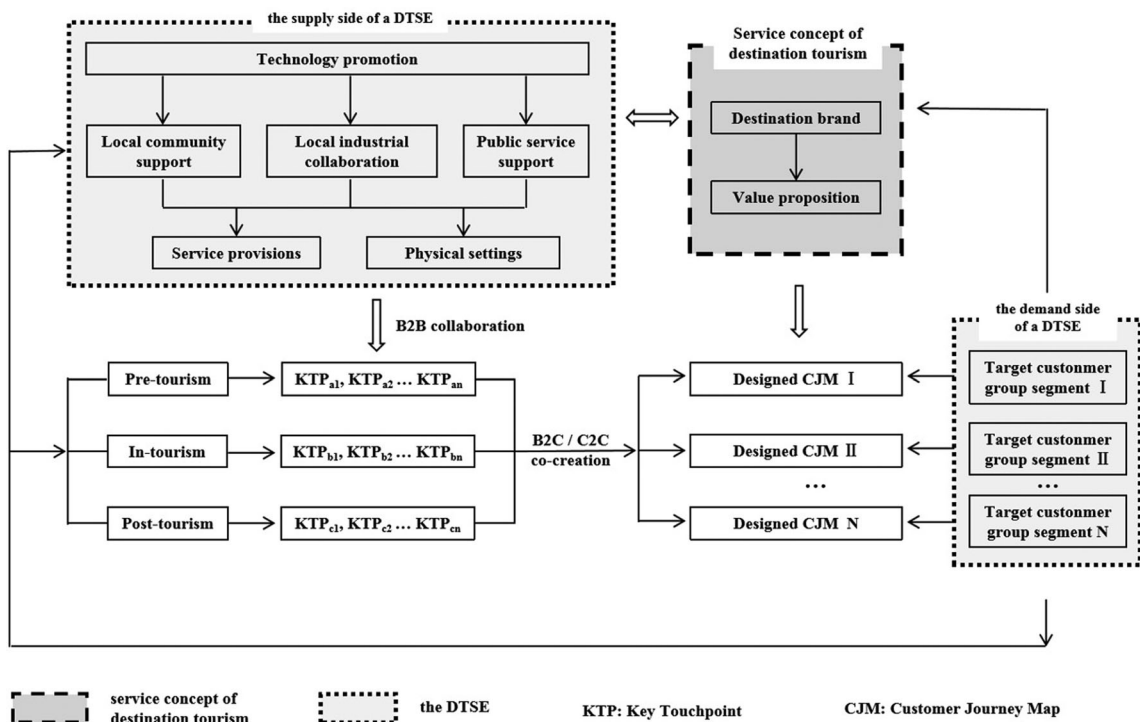 the supply side of a DTSE
Technology promotion
Local community
support
Local industrial
collaboration
Public service
support
Service provisions
Physical settings
Service concept of
destination tourism
Destination brand
Value proposition
B2B collaboration
the demand side
of a DTSE
Pre-tourism
KTPa1, KTPa2 … KTPan
Designed CJM Ⅰ
Target custonmer
group segment Ⅰ
In-tourism
KTPb1, KTPb2 … KTPbn
B2C / C2C
co-creation
Designed CJM Ⅱ
Target custonmer
group segment Ⅱ
…
…
Post-tourism
KTPc1, KTPc2 … KTPcn
Designed CJM N
Target custonmer
group segment N
service concept of
destination tourism
the DTSE
KTP: Key Touchpoint
CJM: Customer Journey Map